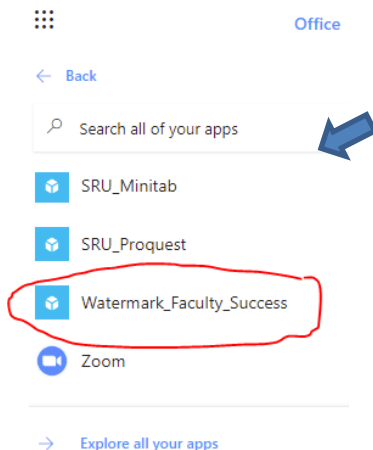 Office
Back
Search all of your apps
SRU_Minitab
SRU_Proquest
Watermark_Faculty_Success
Zoom
Explore all your apps